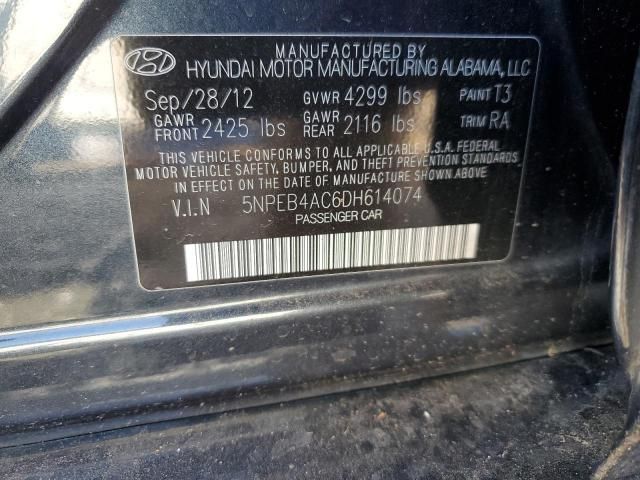 MANUFACTURED BY
HYUNDAI MOTOR MANUFACTURING ALABAMA, LLC
Sep/28/12 GVWR 4299 lbs PAINT T3
GAWR FRONT 2425 lbs GAWR REAR 2116 lbs TRIM RA
THIS VEHICLE CONFORMS TO ALL APPLICABLE U.S.A. FEDERAL
MOTOR VEHICLE SAFETY, BUMPER, AND THEFT PREVENTION STANDARDS
IN EFFECT ON THE DATE OF MANUFACTURE SHOWN ABOVE.
V.I.N 5NPEB4AC6DH614074
PASSENGER CAR